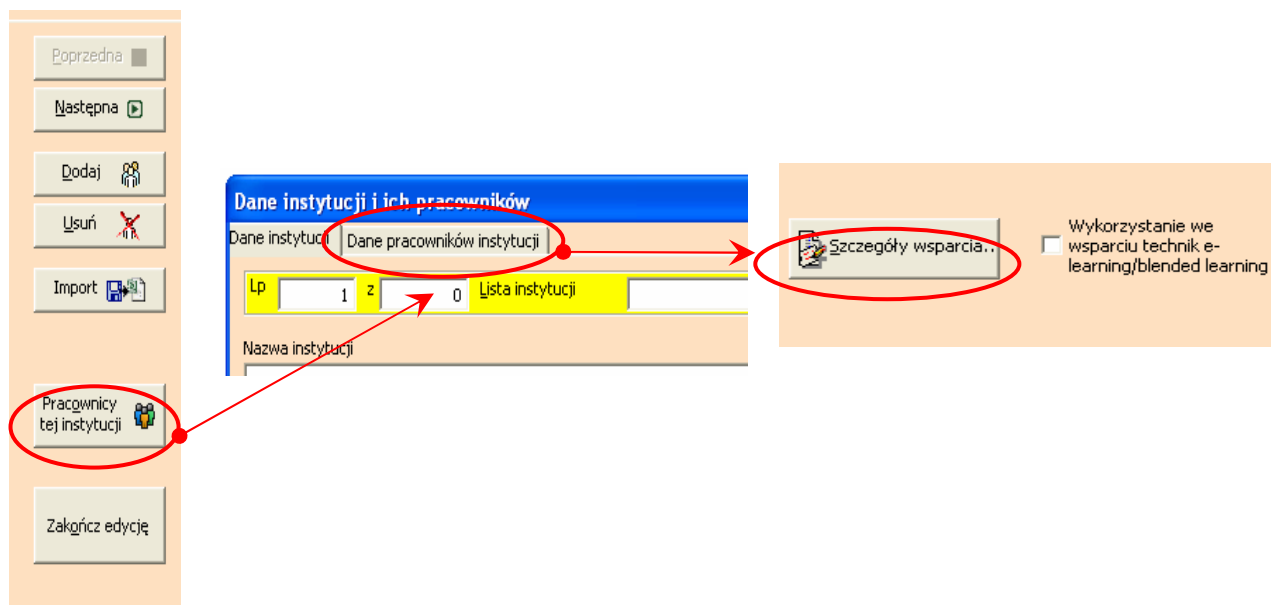 Poprzedna
Następna
Dodaj
Usuń
Import
Pracownicy
tej instytucji
Zakończ edycję
Dane instytucji i ich pracowników
Dane instytucji Dane pracowników instytucji
Lp 1 z 0 Lista instytucji
Nazwa instytucji
Szczegóły wsparcia..
Wykorzystanie we
wsparciu technik e-
learning/blended learning